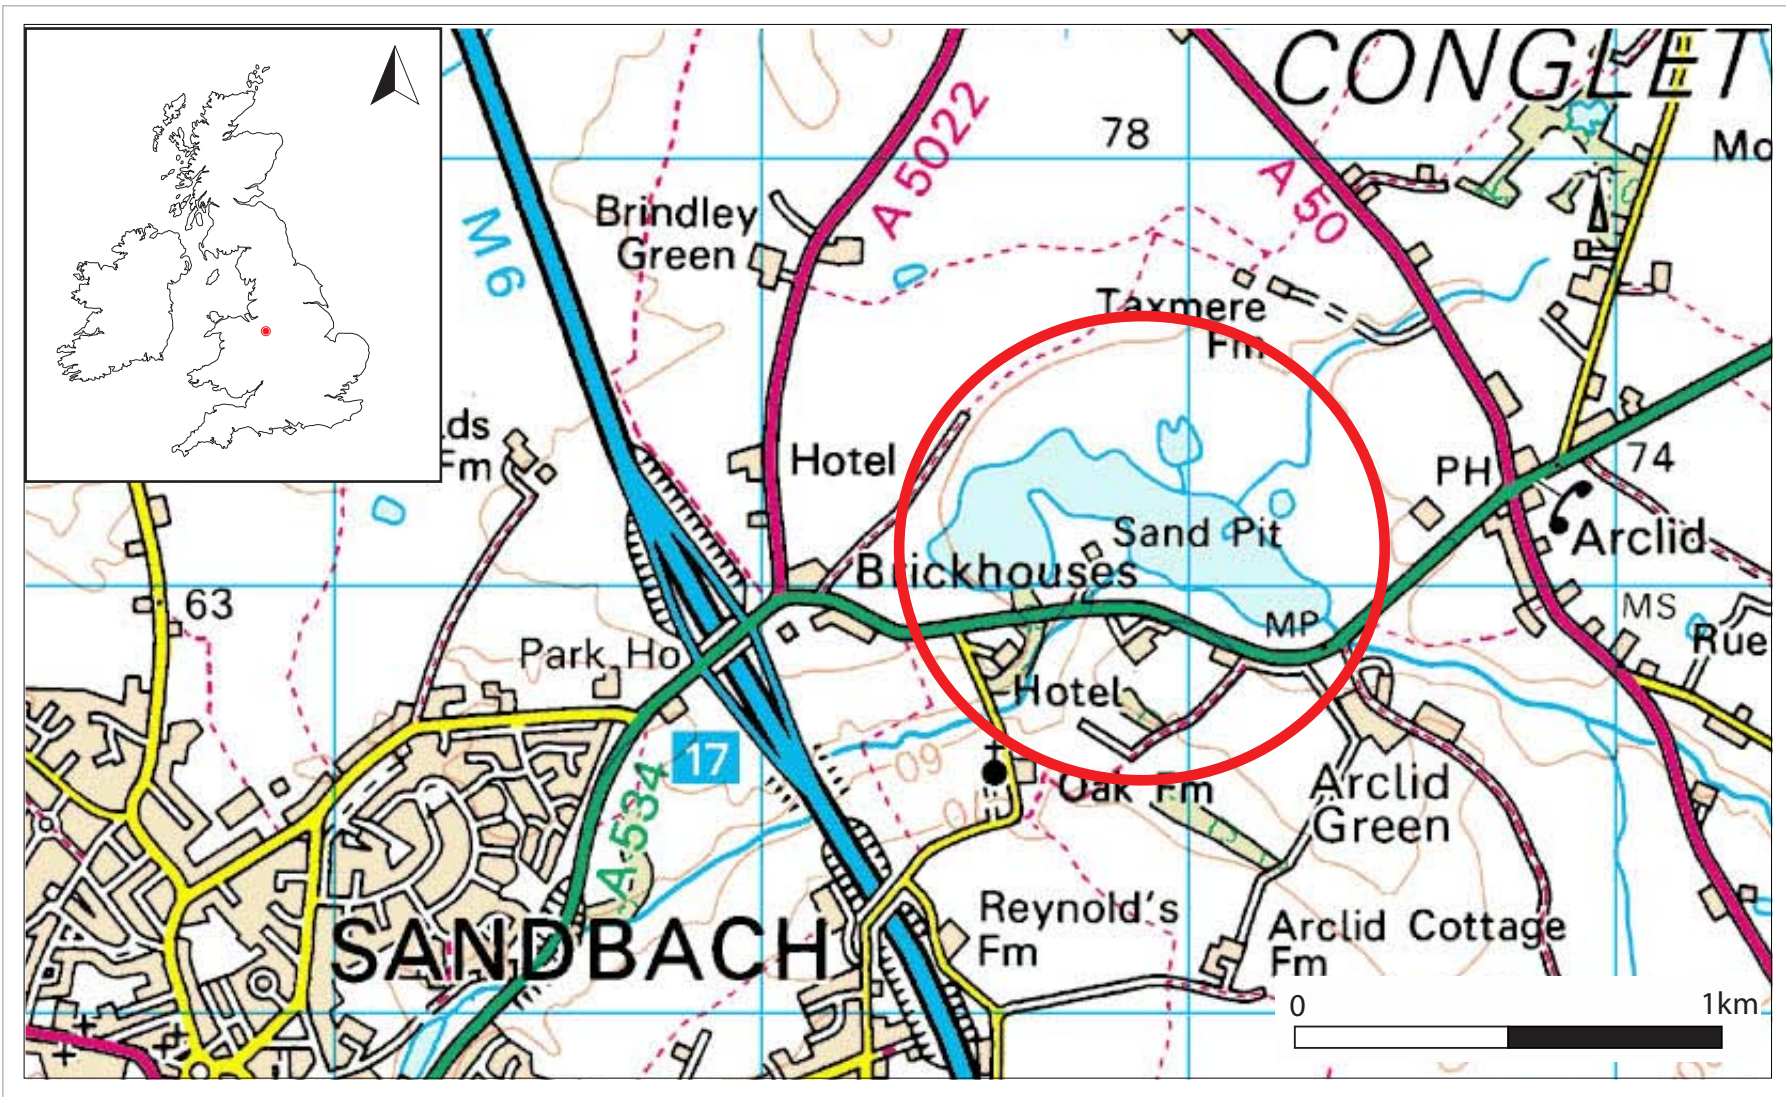 CONGLET
M 6
A 5022
78
A 50
Mo
Brindley
Green
Taxmere
Fm
ds
Fm
Hotel
PH
74
Sand Pit
Arclid
Brickhouses
63
MS
MP
Rue
Park Ho
Hotel
17
60
A 534
Oak Fm
Arclid
Green
SANDBACH
Reynold's
Fm
Arclid Cottage
Fm
0
1km